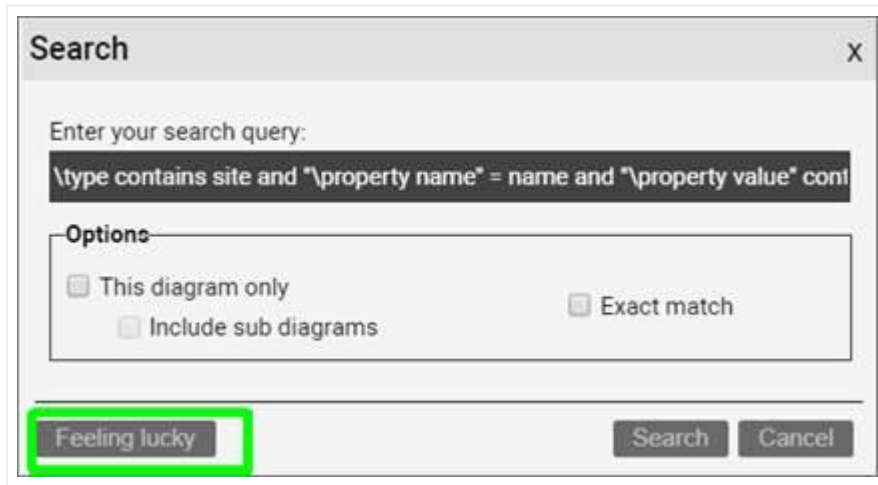 Search x
Enter your search query:
\type contains site and "\property name" = name and "\property value" cont
Options
This diagram only
Exact match
Include sub diagrams
Feeling lucky Search Cancel